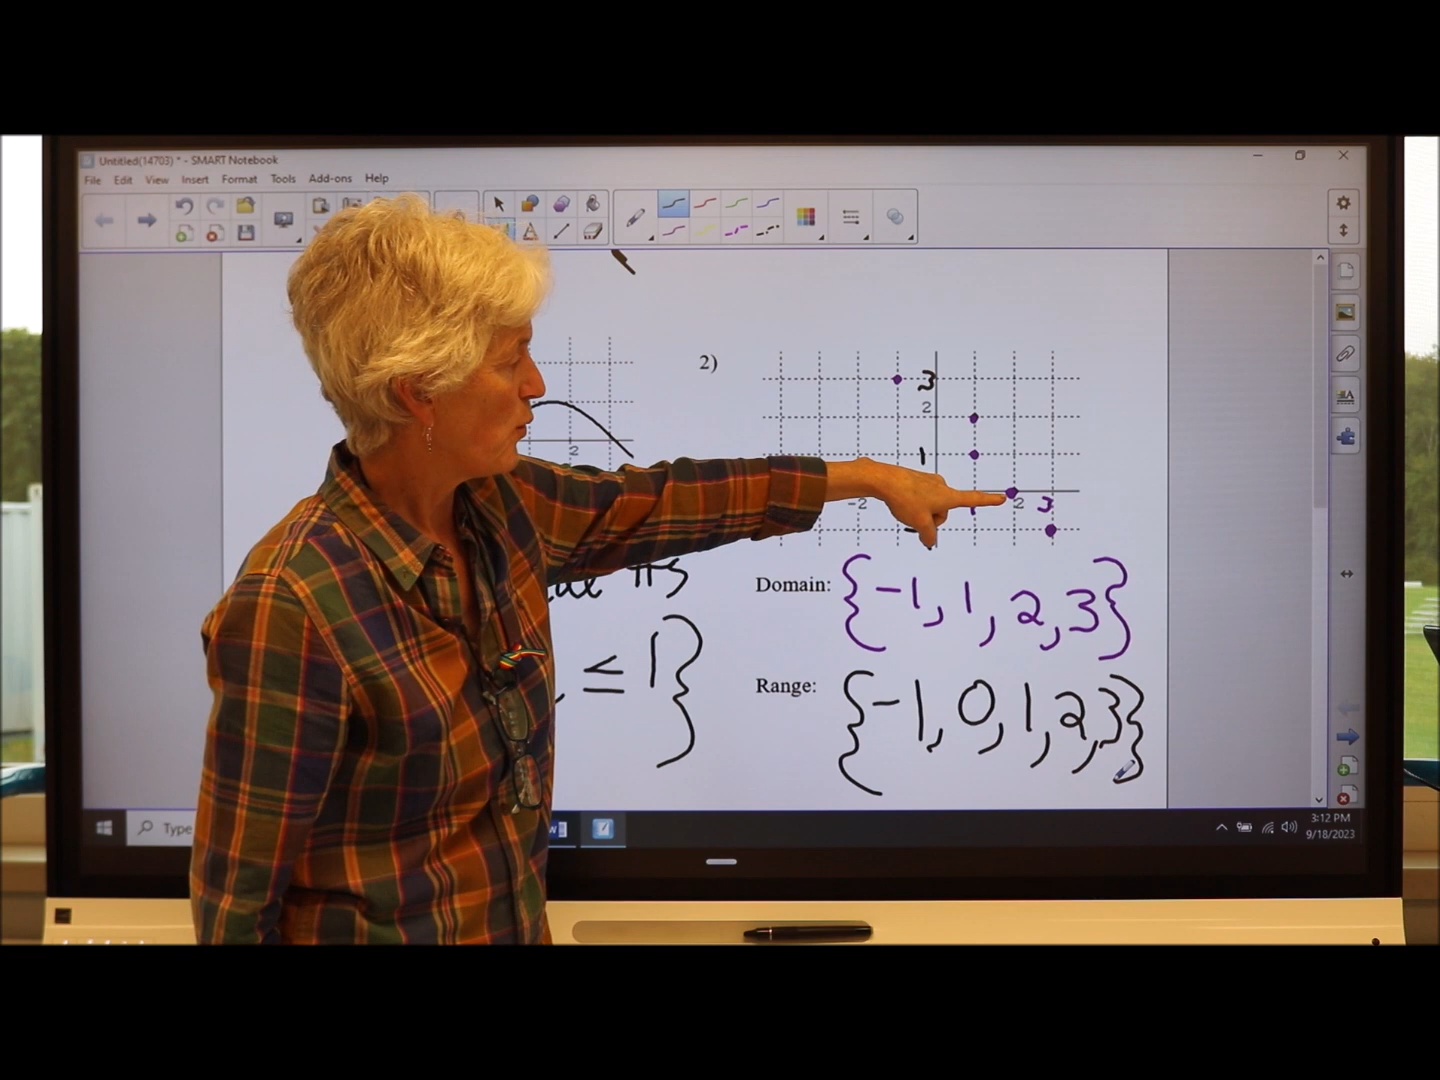 Untitled(14703) * - SMART Notebook
File Edit View Insert Format Tools Add-ons Help
2)
3
2
1
2
-2
1
2
3
Domain: {-1, 1, 2, 3}
≤ 1}
Range: {-1, 0, 1, 2, 3}
Type
3:12 PM
9/18/2023